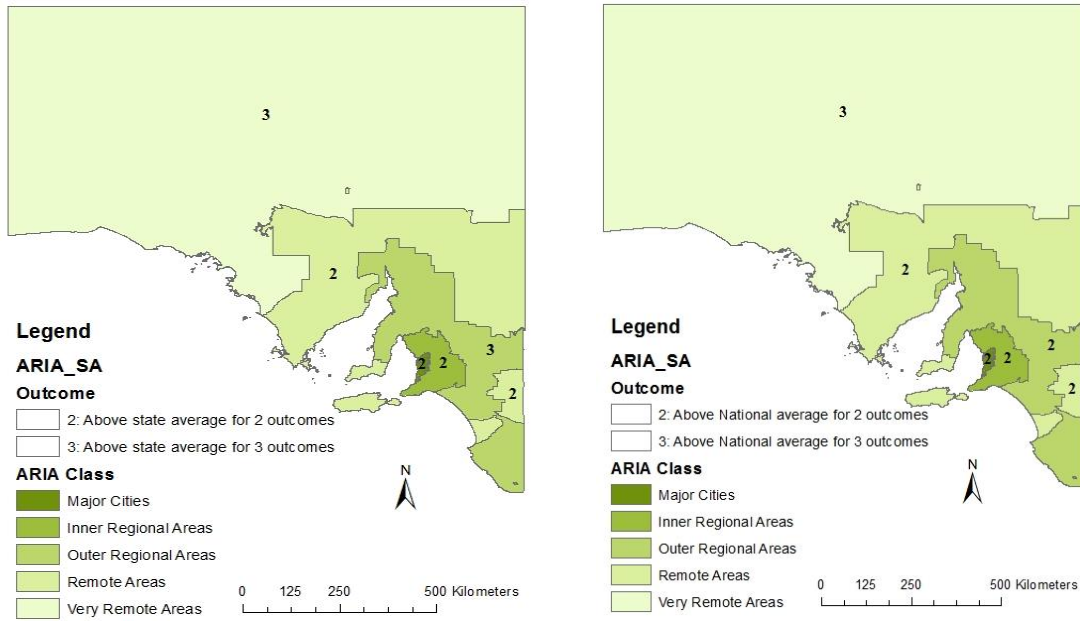 3
2
2 2
3
2
Legend
ARIA_SA
Outcome
2: Above state average for 2 outcomes
3: Above state average for 3 outcomes
ARIA Class
Major Cities
Inner Regional Areas
Outer Regional Areas
Remote Areas
Very Remote Areas
N
0 125 250 500 Kilometers
3
2
2 2
2
2
Legend
ARIA_SA
Outcome
2: Above National average for 2 outcomes
3: Above National average for 3 outcomes
ARIA Class
Major Cities
Inner Regional Areas
Outer Regional Areas
Remote Areas
Very Remote Areas
N
0 125 250 500 Kilometers